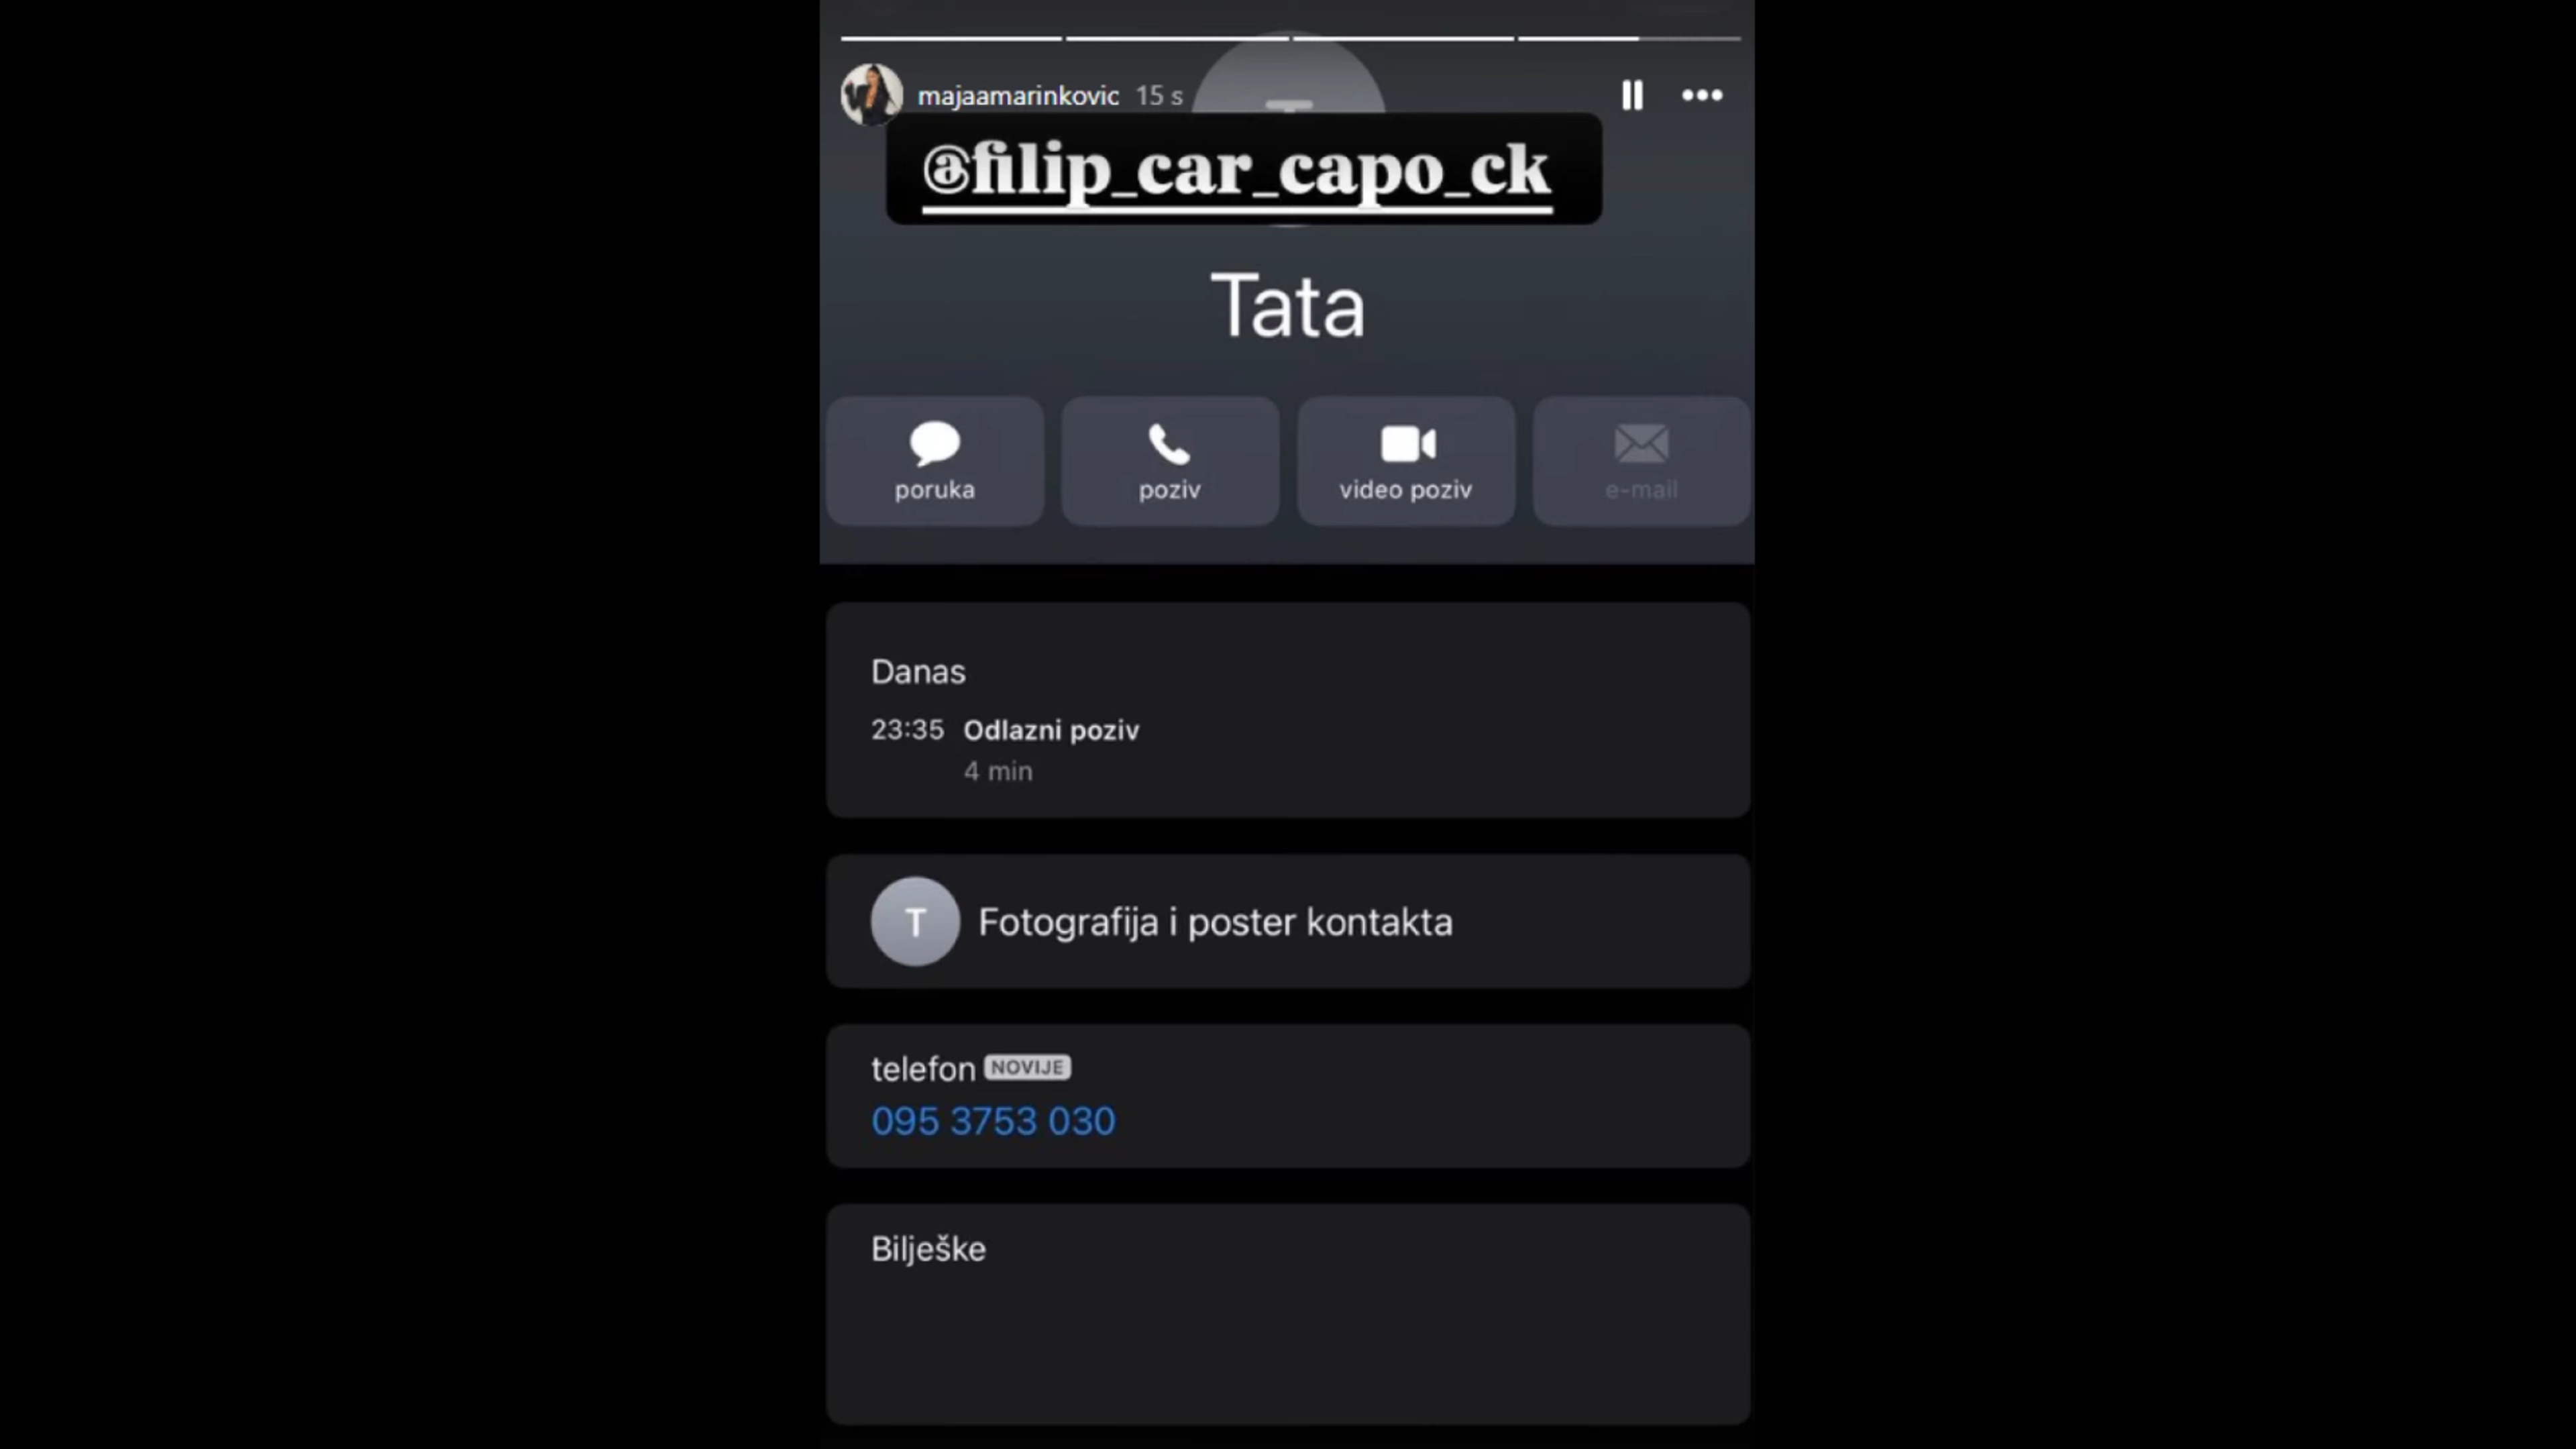 majaamarinkovic 15 s
@filip_car_capo_ck
Tata
poruka
poziv
video poziv
e-mail
Danas
23:35 Odlazni poziv
4 min
T Fotografija i poster kontakta
telefon NOVIJE
095 3753 030
Bilješke